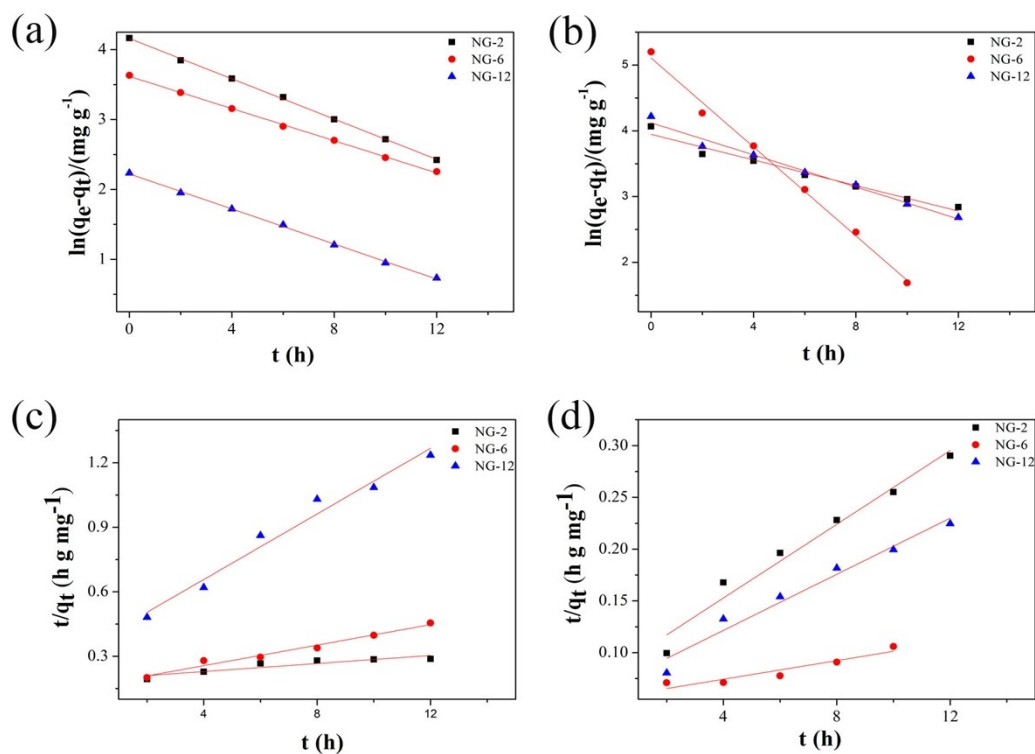 (a)
ln(qe-qt)/(mg g-1)
4
3
2
1
0
4
8
12
t (h)
NG-2
NG-6
NG-12
(b)
ln(qe-qt)/(mg g-1)
5
4
3
2
0
2
4
6
8
10
12
t (h)
NG-2
NG-6
NG-12
(c)
t/qt (h g mg-1)
1.2
0.9
0.6
0.3
4
8
12
t (h)
NG-2
NG-6
NG-12
(d)
t/qt (h g mg-1)
0.30
0.25
0.20
0.15
0.10
4
8
12
t (h)
NG-2
NG-6
NG-12